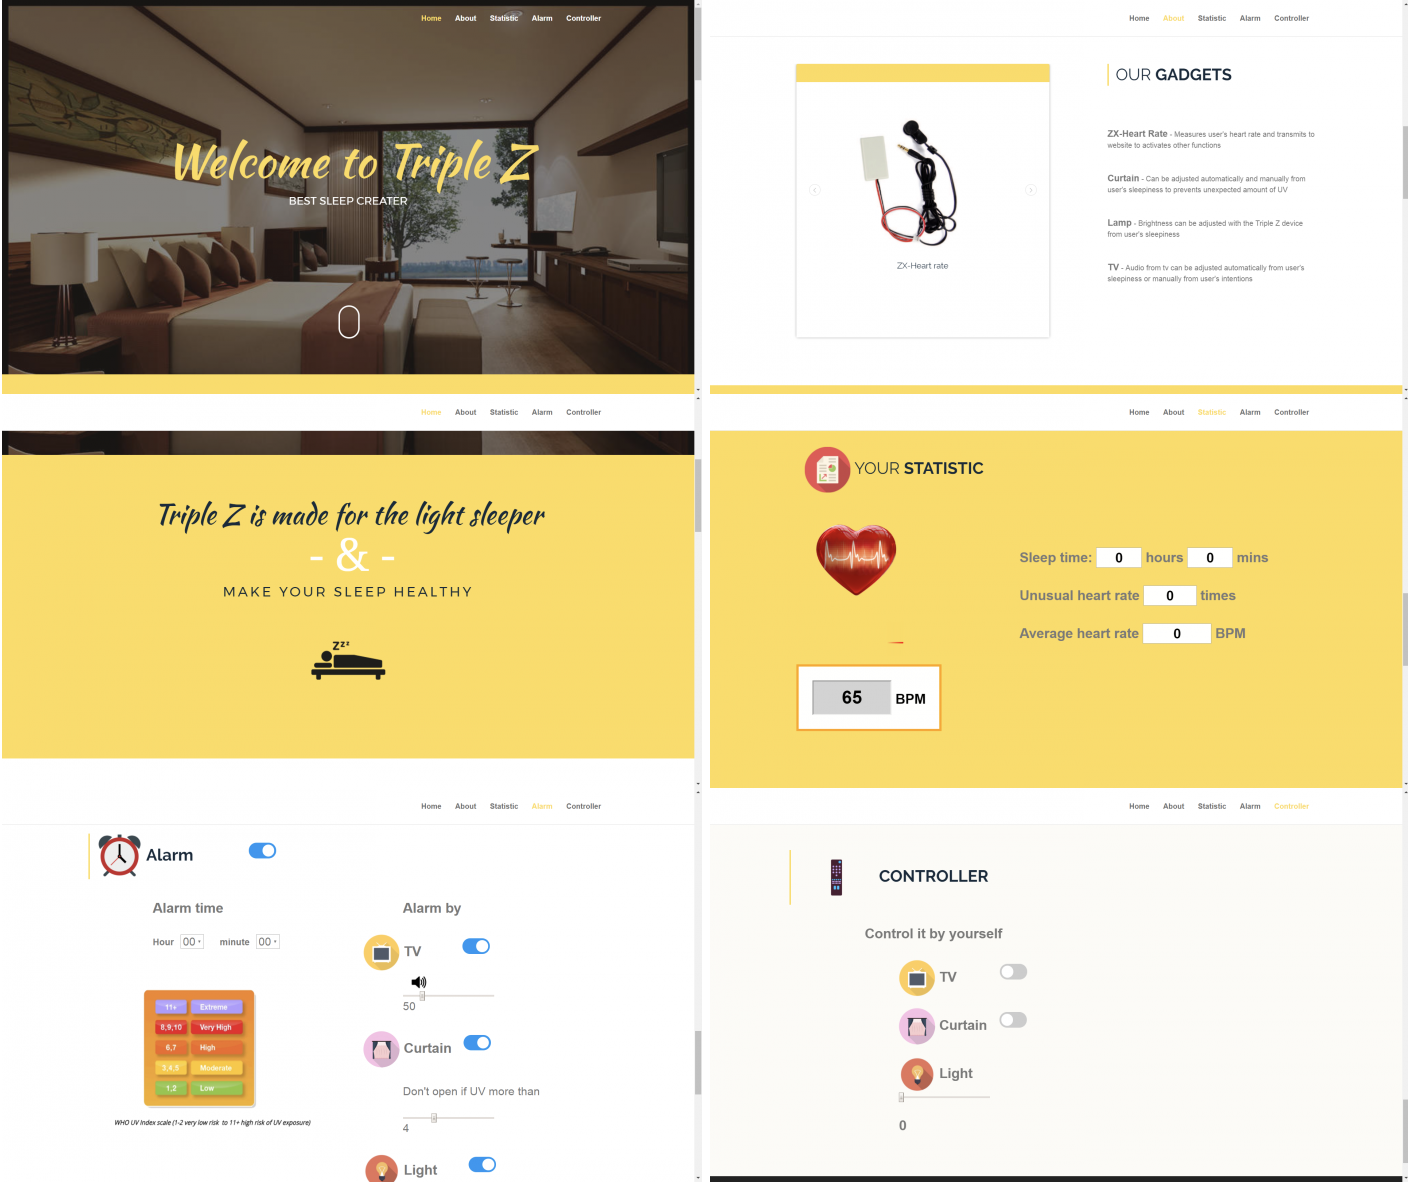 Home About Statistic Alarm Controller
Welcome to Triple Z
BEST SLEEP CREATER
Home About Statistic Alarm Controller
OUR GADGETS
ZX-Heart rate
ZX-Heart Rate - Measures user's heart rate and transmits to
website to activates other functions
Curtain - Can be adjusted automatically and manually from
user's sleepiness to prevents unexpected amount of UV
Lamp - Brightness can be adjusted with the Triple Z device
from user's sleepiness
TV - Audio from tv can be adjusted automatically from user's
sleepiness or manually from user's intentions
Home About Statistic Alarm Controller
Triple Z is made for the light sleeper
- & -
MAKE YOUR SLEEP HEALTHY
zzz
Home About Statistic Alarm Controller
YOUR STATISTIC
Sleep time: 0 hours 0 mins
Unusual heart rate 0 times
Average heart rate 0 BPM
65 BPM
Home About Statistic Alarm Controller
Alarm
Alarm time
Hour 00 minute 00
11+ Extreme
8,9,10 Very High
6,7 High
3,4,5 Moderate
1,2 Low
WHO UV Index scale (1-2 very low risk to 11+ high risk of UV exposure)
Alarm by
TV
50
Curtain
Don't open if UV more than
4
Light
Home About Statistic Alarm Controller
CONTROLLER
Control it by yourself
TV
Curtain
Light
0